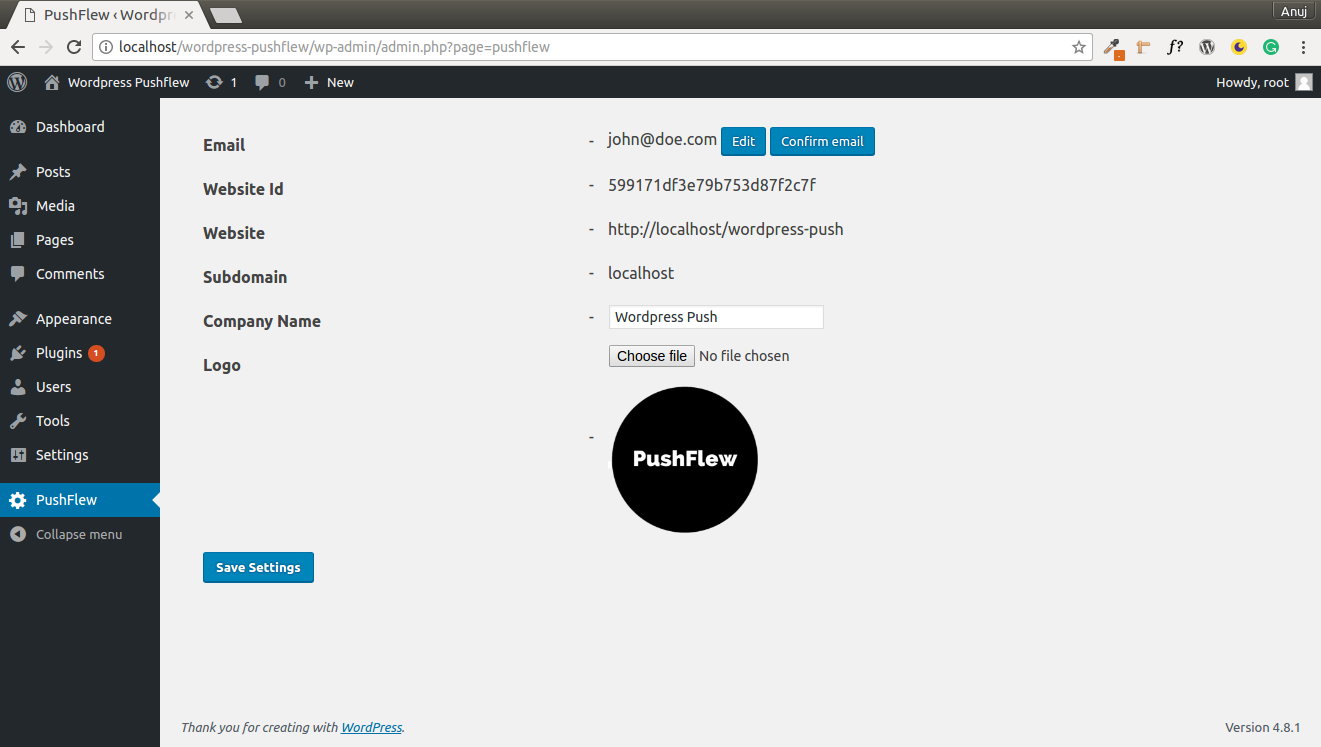 PushFlew ‹ Wordpr
Anuj
localhost/wordpress-pushflew/wp-admin/admin.php?page=pushflew
f?
Wordpress Pushflew 1 0 New
Howdy, root
Dashboard
Posts
Media
Pages
Comments
Appearance
Plugins 1
Users
Tools
Settings
PushFlew
Collapse menu
Email - john@doe.com Edit Confirm email
Website Id - 599171df3e79b753d87f2c7f
Website - http://localhost/wordpress-push
Subdomain - localhost
Company Name - Wordpress Push
Logo
Choose file No file chosen
-
PushFlew
Save Settings
Thank you for creating with WordPress.
Version 4.8.1